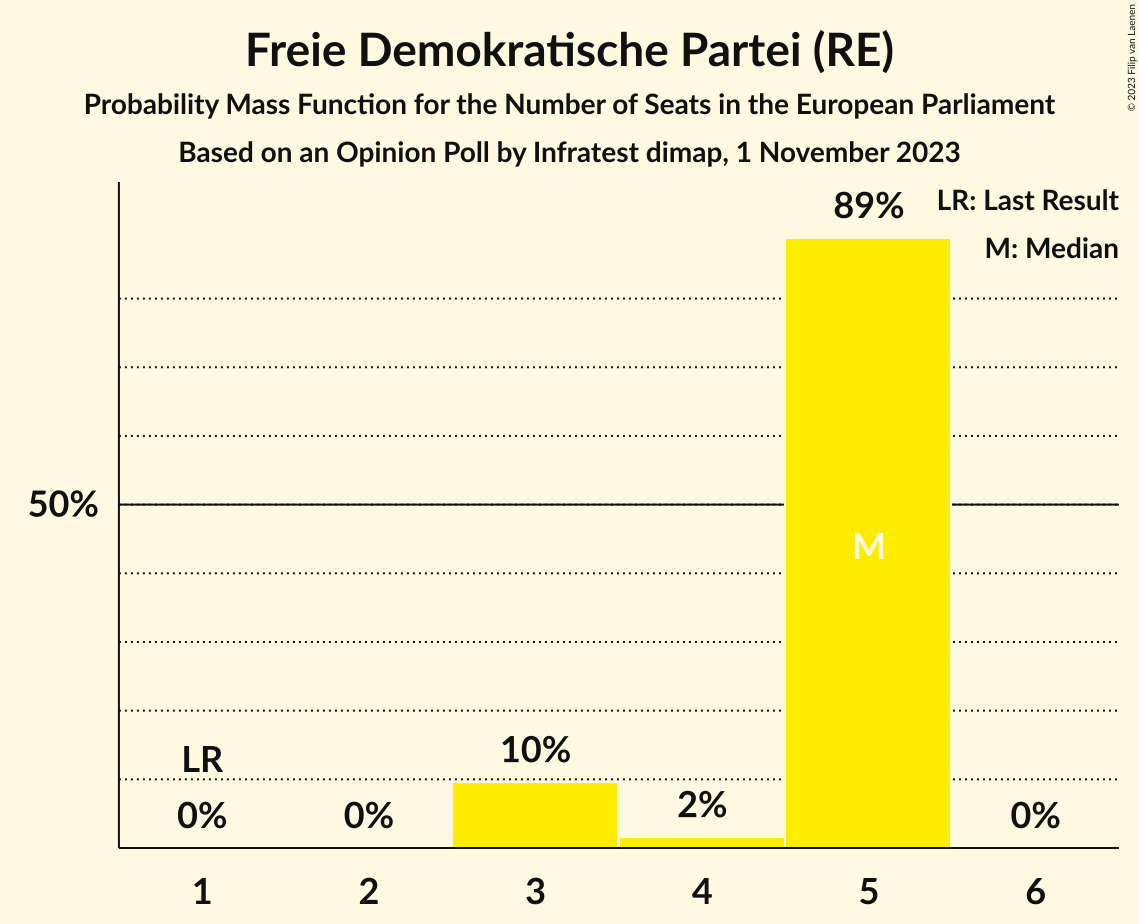 Freie Demokratische Partei (RE)
Probability Mass Function for the Number of Seats in the European Parliament
Based on an Opinion Poll by Infratest dimap, 1 November 2023
© 2023 Filip van Laenen
LR: Last Result
M: Median
89%
50%
M
LR
10%
2%
0%
0%
0%
1
2
3
4
5
6